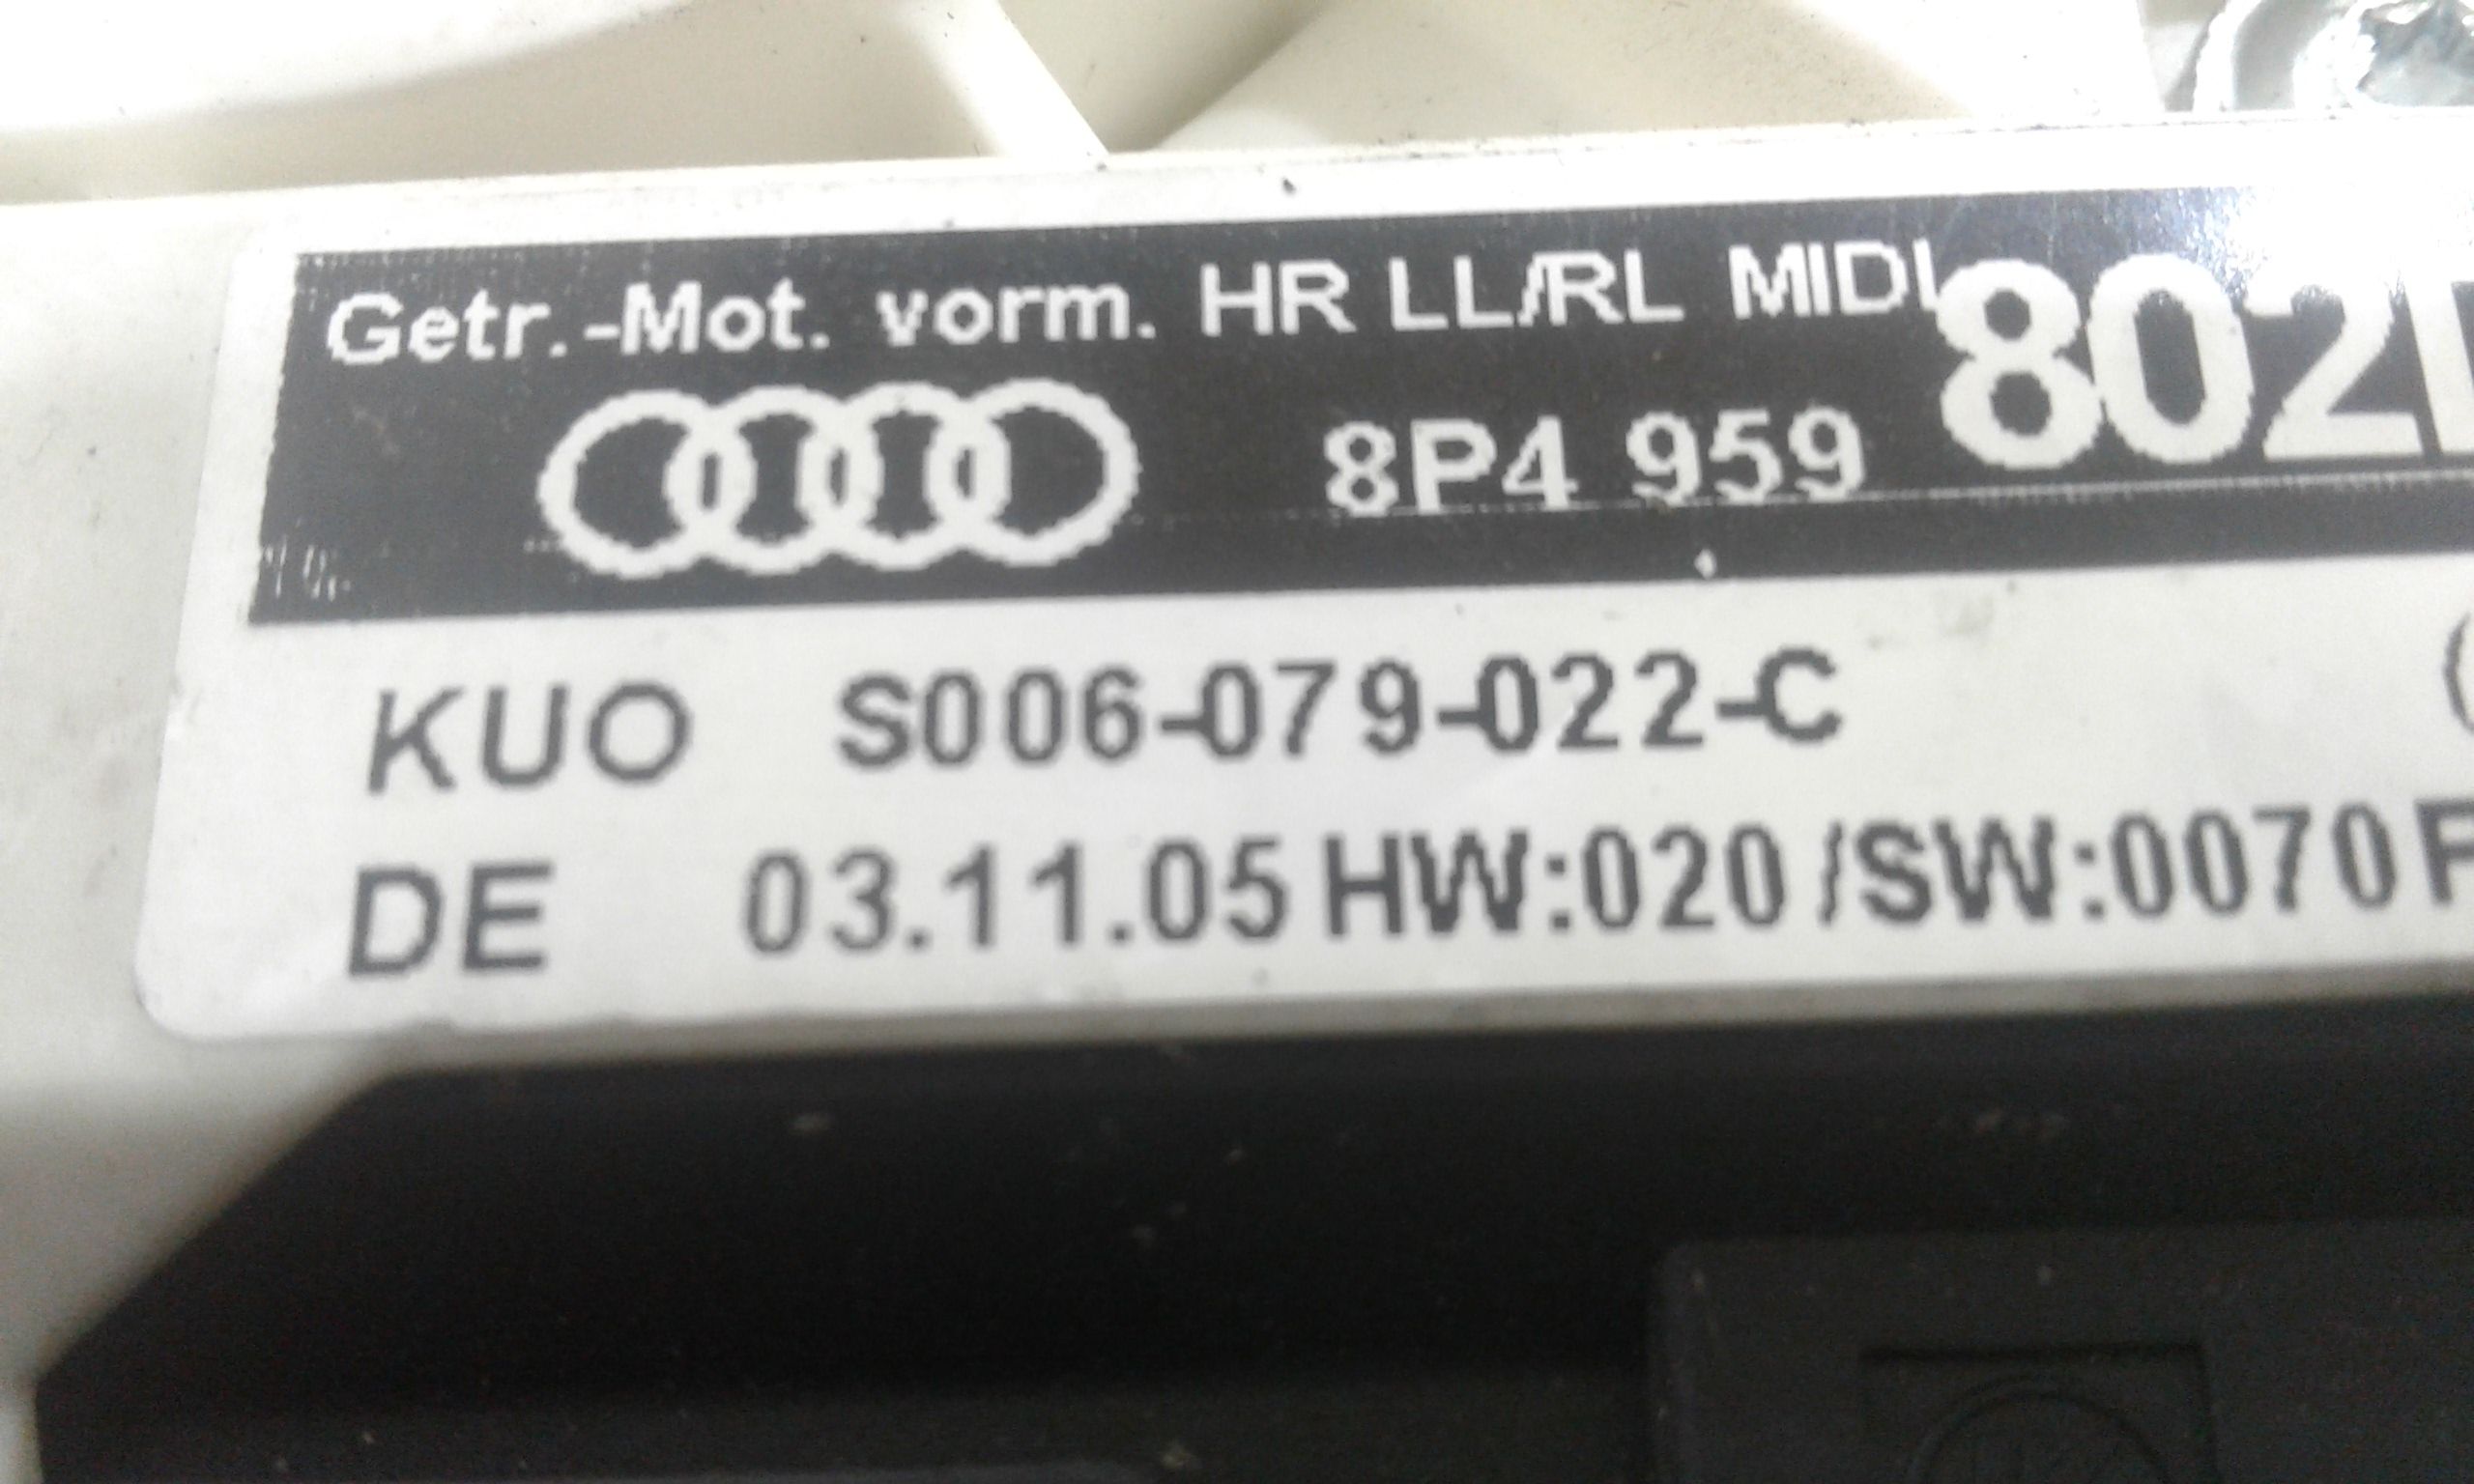 Getr.-Mot. vorm. HR LL/RL MIDI
8P4 959 802
KUO S006-079-022-C
DE 03.11.05 HW:020 /SW:0070